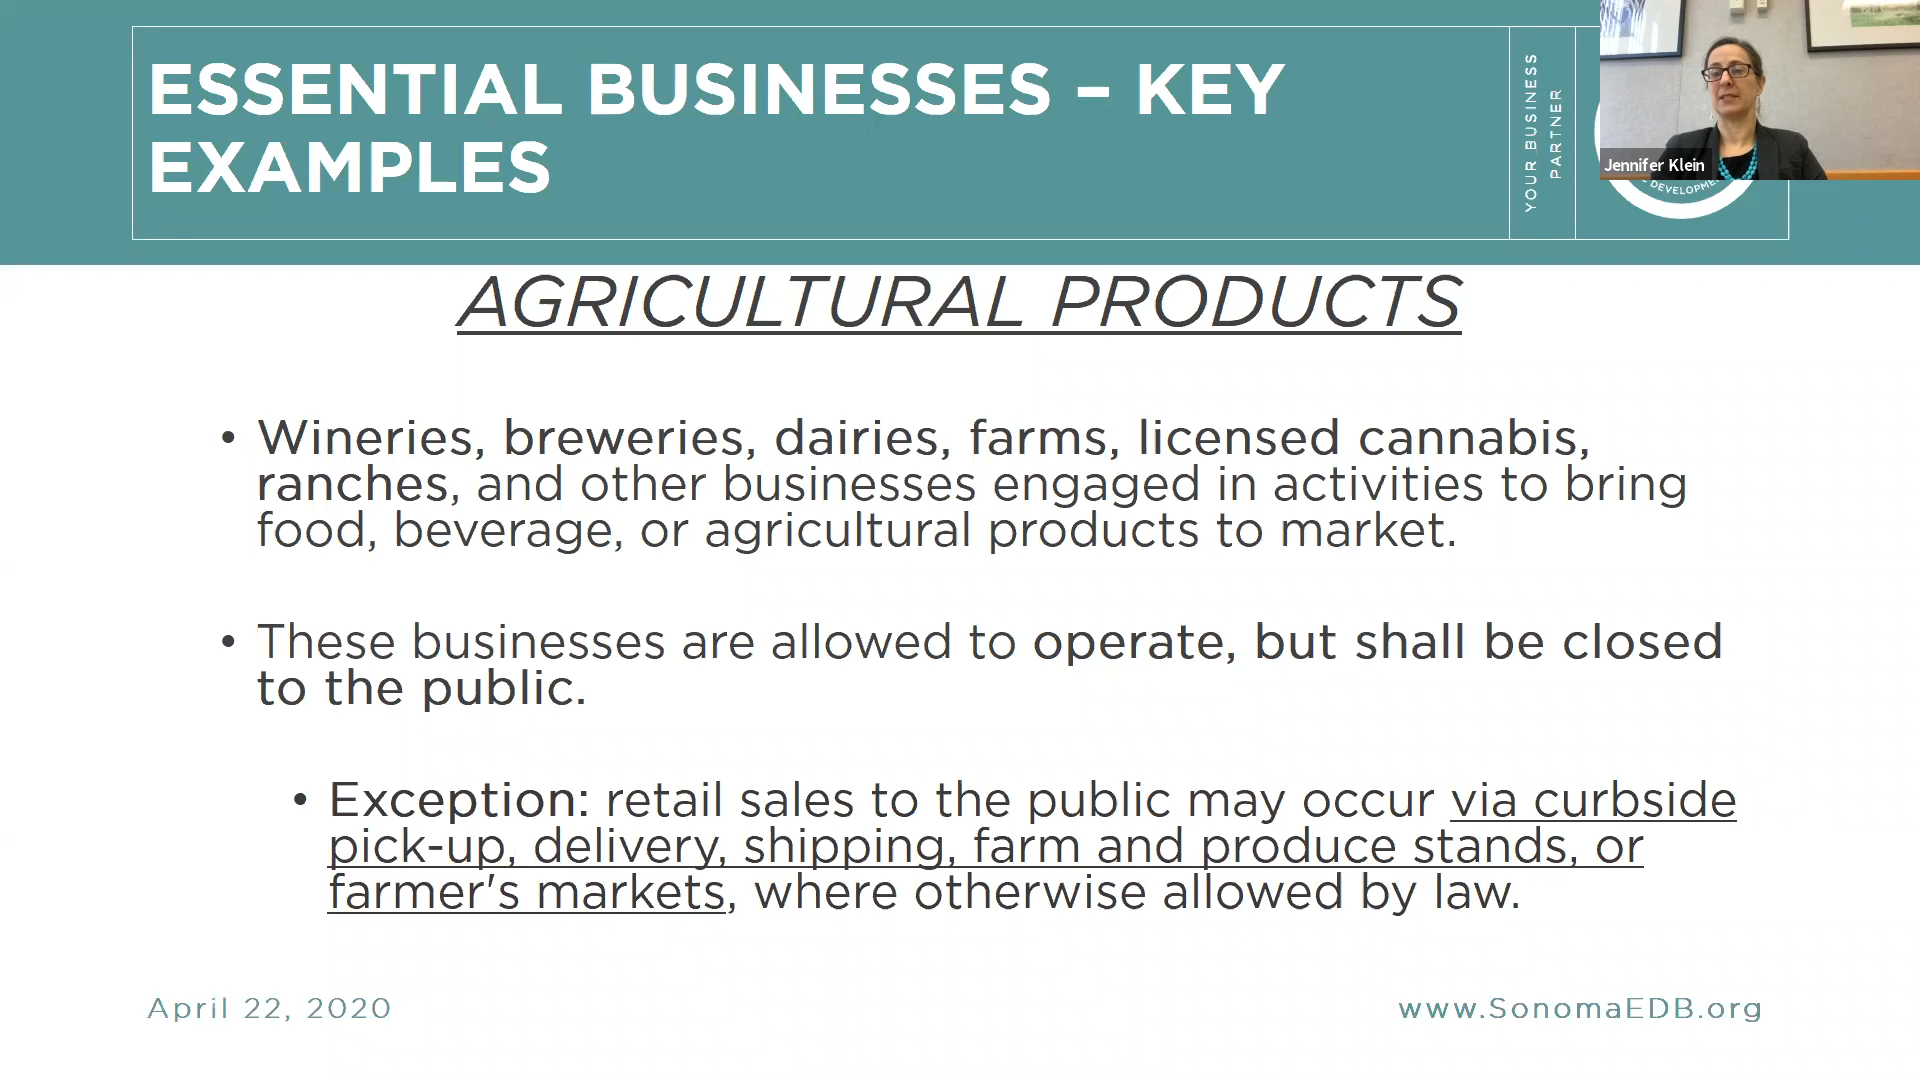 ESSENTIAL BUSINESSES – KEY
EXAMPLES
YOUR BUSINESS
PARTNER
Jennifer Klein
AGRICULTURAL PRODUCTS
• Wineries, breweries, dairies, farms, licensed cannabis,
ranches, and other businesses engaged in activities to bring
food, beverage, or agricultural products to market.
• These businesses are allowed to operate, but shall be closed
to the public.
• Exception: retail sales to the public may occur via curbside
pick-up, delivery, shipping, farm and produce stands, or
farmer's markets, where otherwise allowed by law.
April 22, 2020
www.SonomaEDB.org